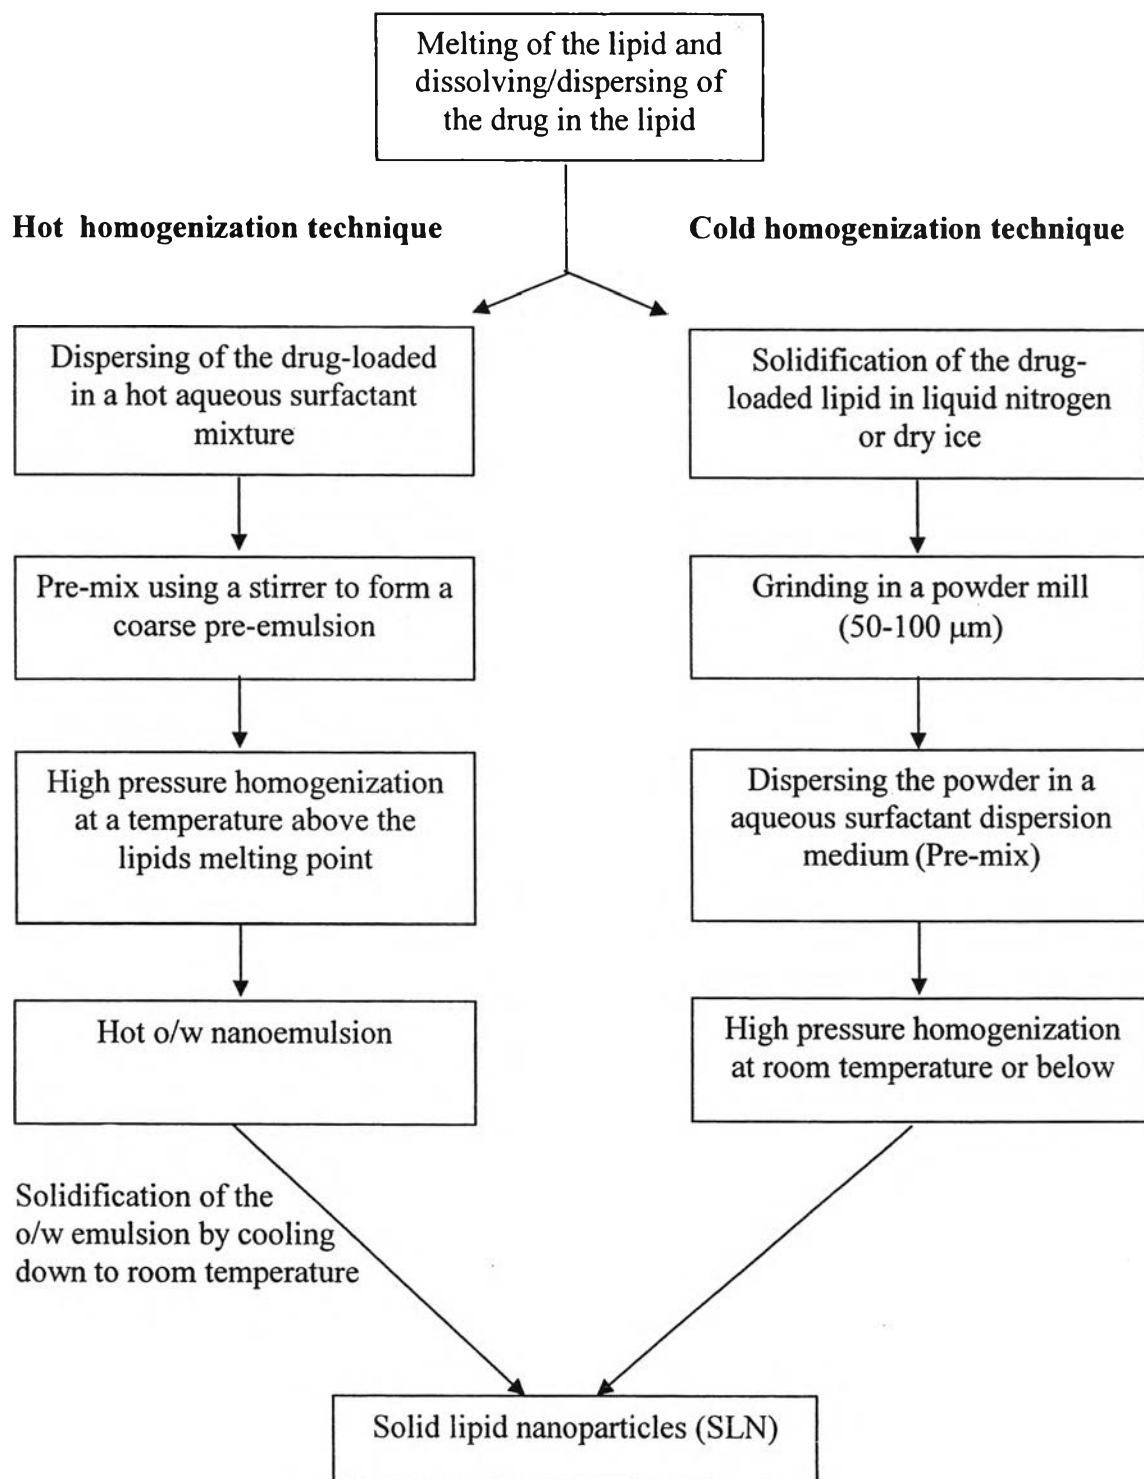 Melting of the lipid and
dissolving/dispersing of
the drug in the lipid
Hot homogenization technique
Cold homogenization technique
Dispersing of the drug-loaded
in a hot aqueous surfactant
mixture
Pre-mix using a stirrer to form a
coarse pre-emulsion
High pressure homogenization
at a temperature above the
lipids melting point
Hot o/w nanoemulsion
Solidification of the
o/w emulsion by cooling
down to room temperature
Solidification of the drug-
loaded lipid in liquid nitrogen
or dry ice
Grinding in a powder mill
(50-100 μm)
Dispersing the powder in a
aqueous surfactant dispersion
medium (Pre-mix)
High pressure homogenization
at room temperature or below
Solid lipid nanoparticles (SLN)